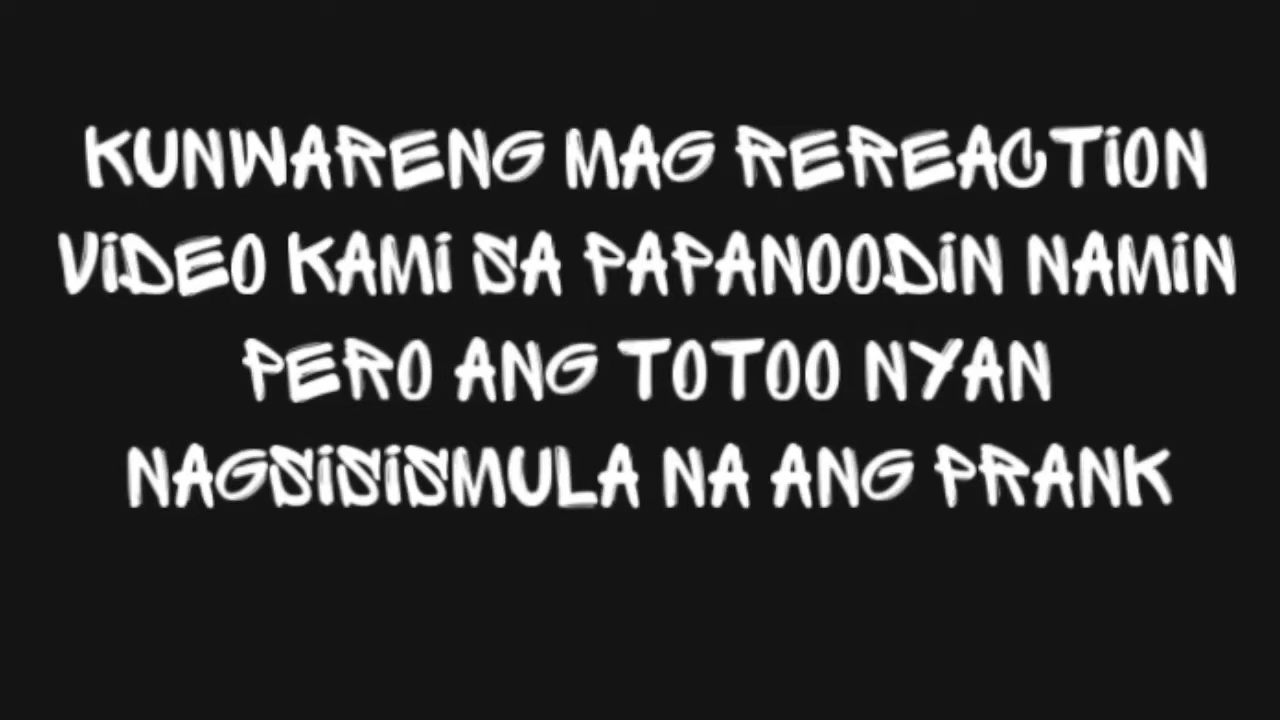 KUNWARENG MAG REREACTION
VIDEO KAMI SA PAPANOODIN NAMIN
PERO ANG TOTOO NYAN
NAGSISISMULA NA ANG PRANK